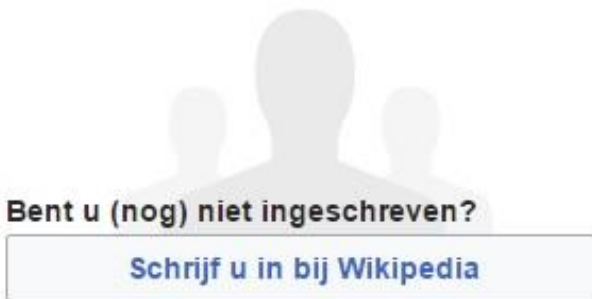 Bent u (nog) niet ingeschreven?
Schrijf u in bij Wikipedia